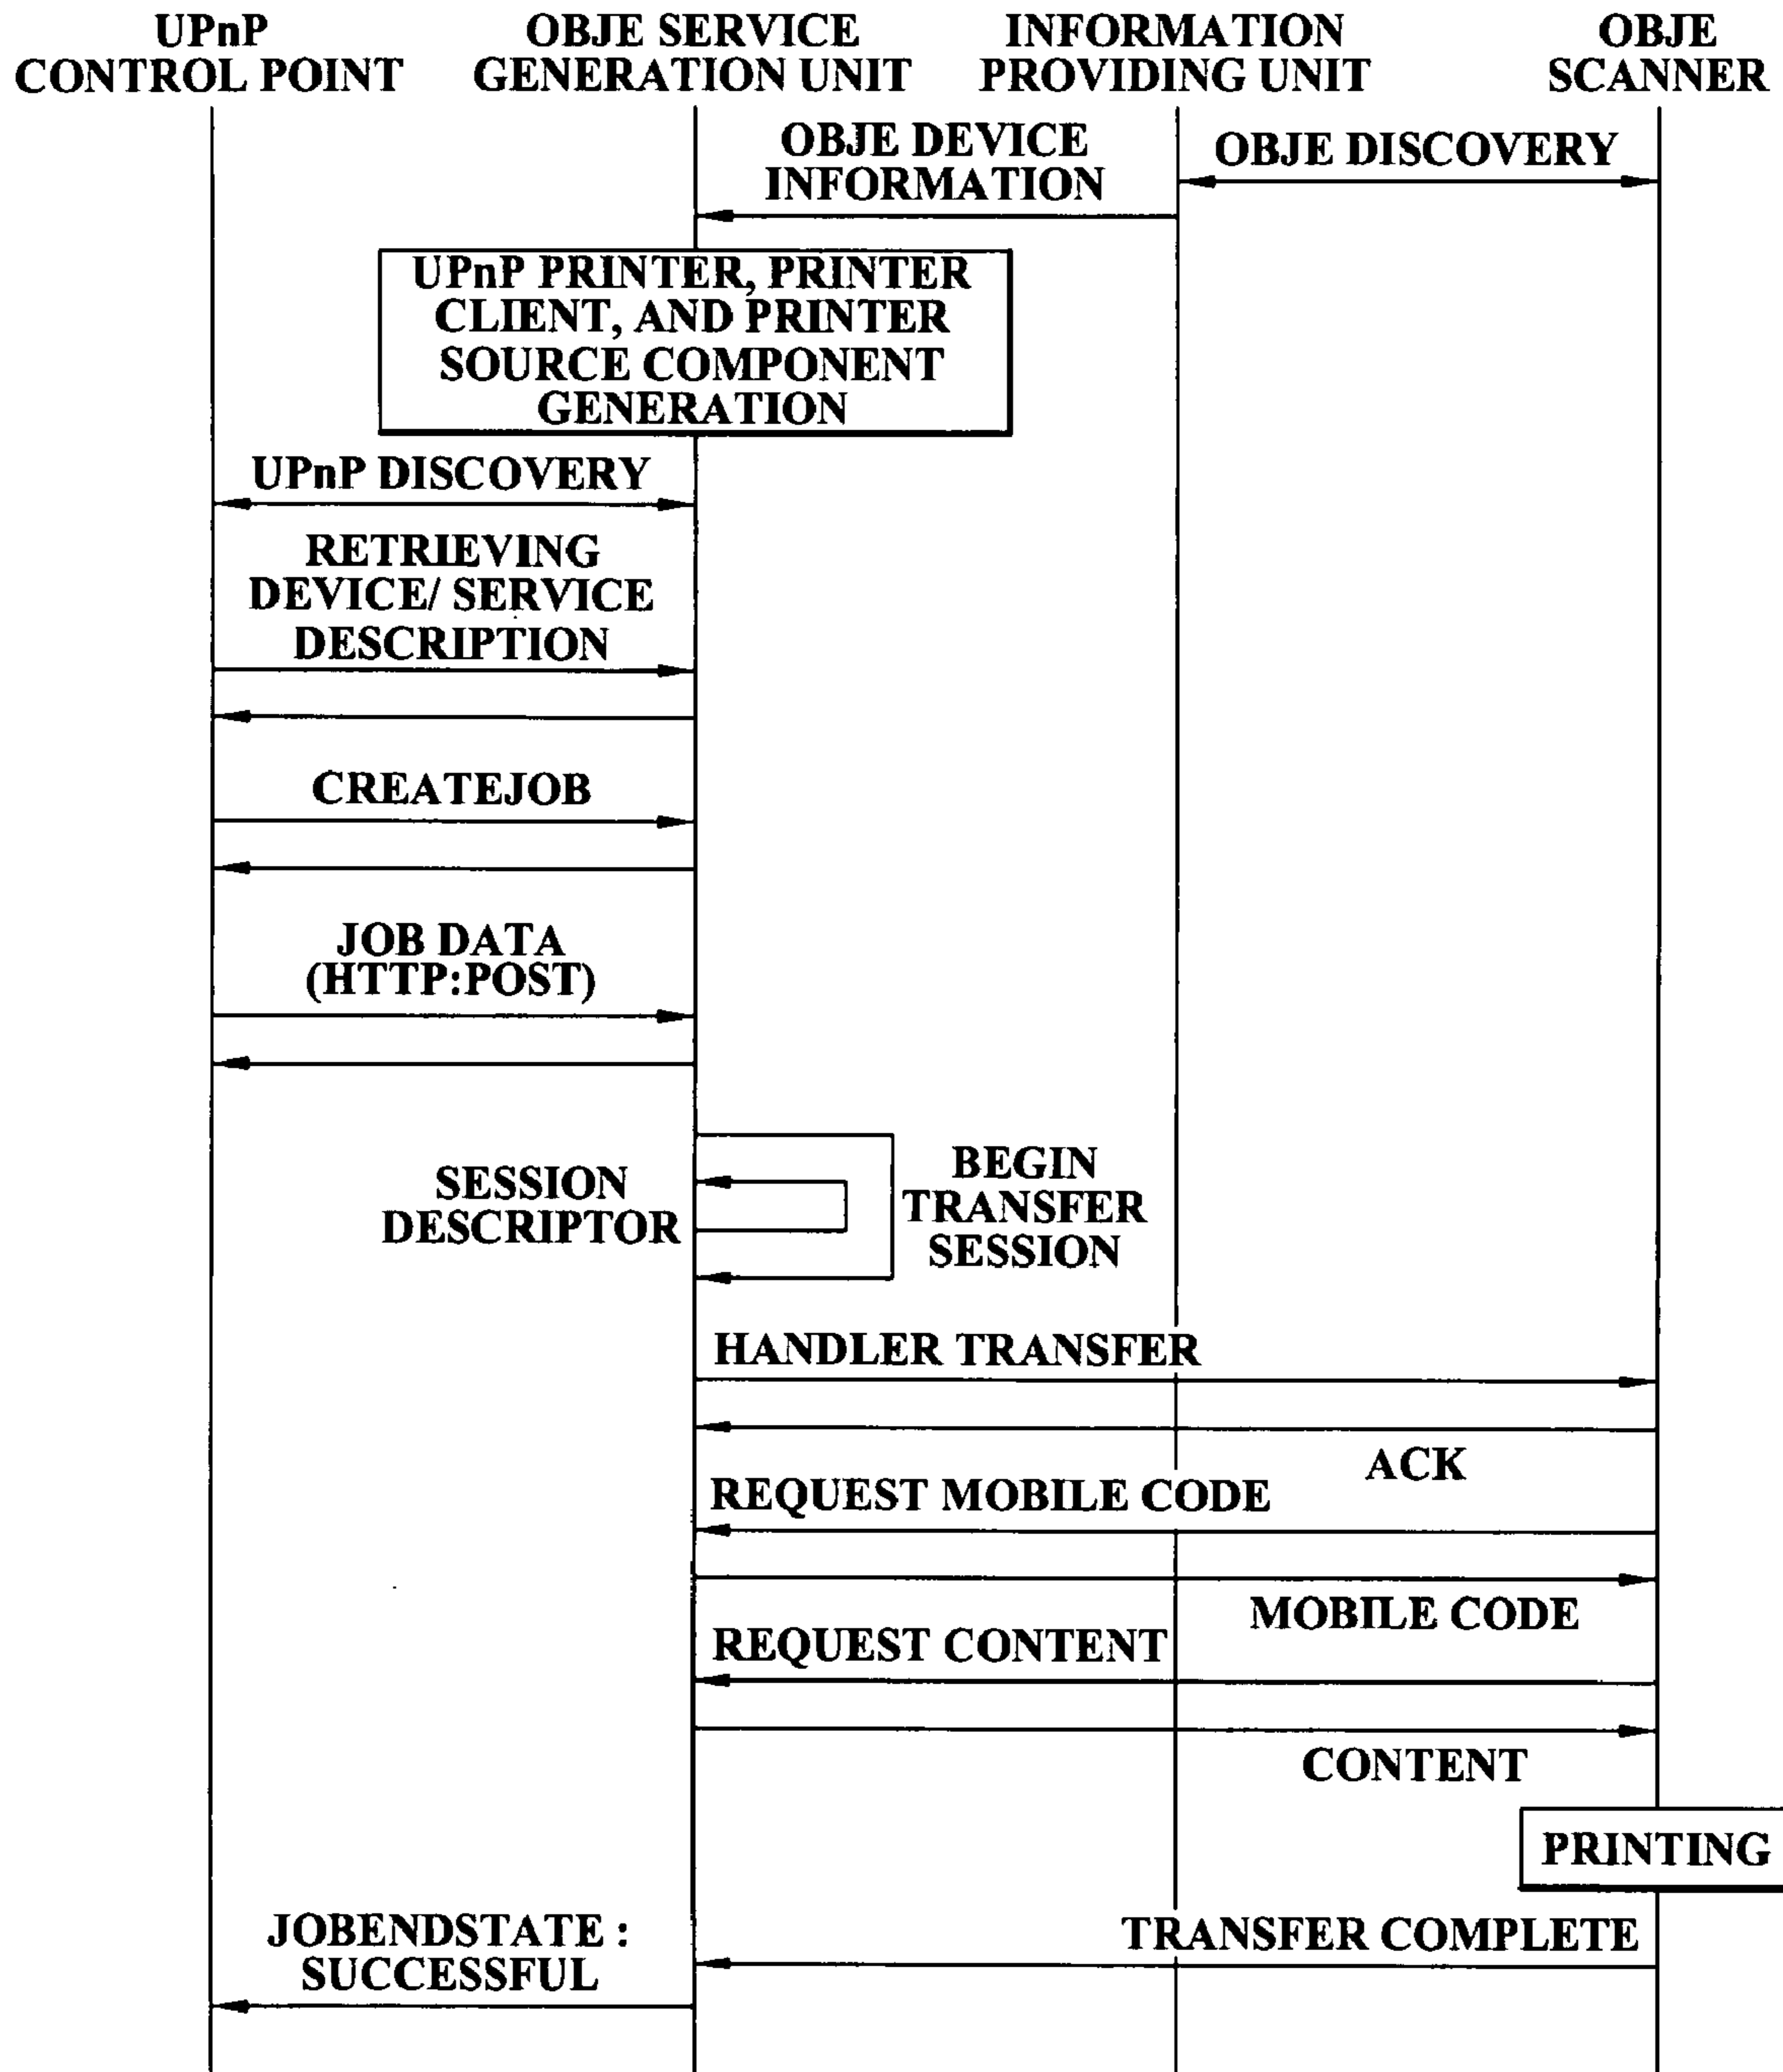 UPnP
CONTROL POINT
OBJE SERVICE
GENERATION UNIT
INFORMATION
PROVIDING UNIT
OBJE
SCANNER
OBJE DEVICE
INFORMATION
OBJE DISCOVERY
UPnP PRINTER, PRINTER
CLIENT, AND PRINTER
SOURCE COMPONENT
GENERATION
UPnP DISCOVERY
RETRIEVING
DEVICE/ SERVICE
DESCRIPTION
CREATEJOB
JOB DATA
(HTTP:POST)
SESSION
DESCRIPTOR
BEGIN
TRANSFER
SESSION
HANDLER TRANSFER
ACK
REQUEST MOBILE CODE
MOBILE CODE
REQUEST CONTENT
CONTENT
PRINTING
JOBENDSTATE :
SUCCESSFUL
TRANSFER COMPLETE